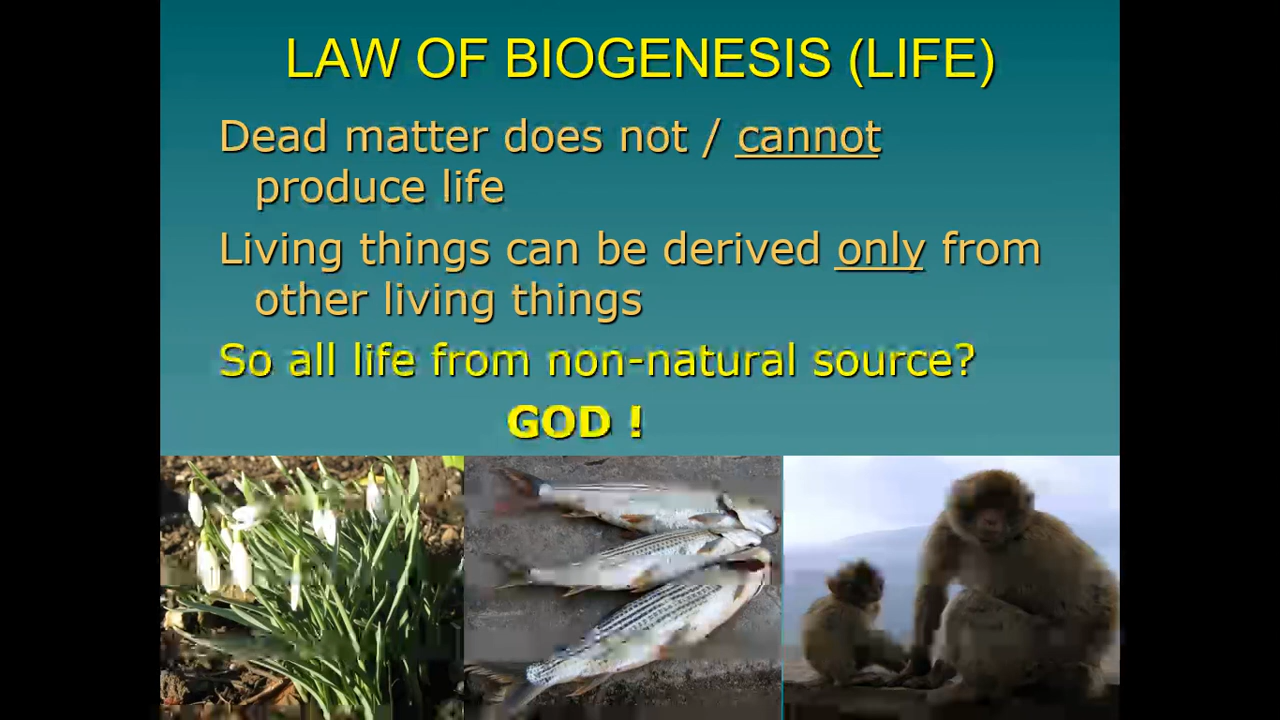 LAW OF BIOGENESIS (LIFE)
Dead matter does not / cannot
produce life
Living things can be derived only from
other living things
So all life from non-natural source?
GOD !